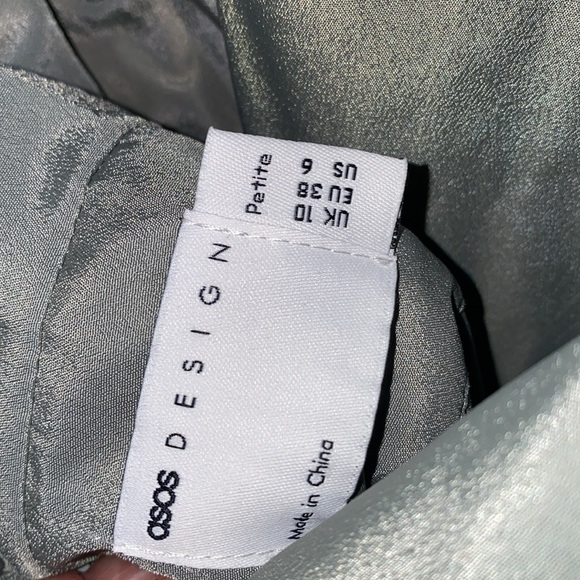 asos DESIGN
Made in China
Petite
UK 10
EU 38
US 6